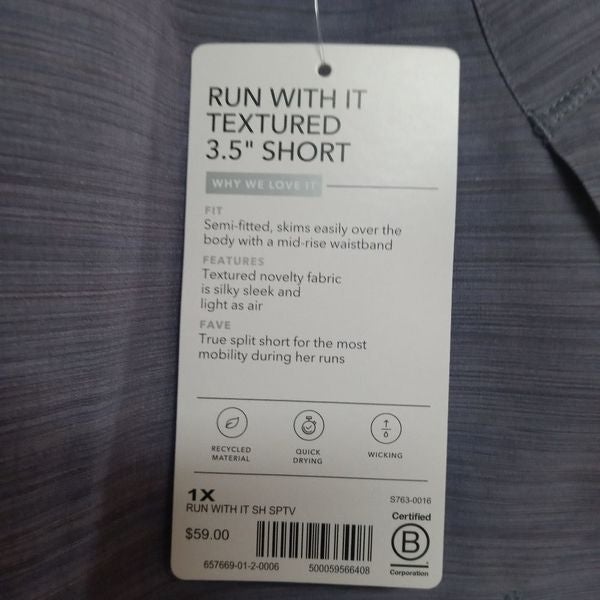 RUN WITH IT
TEXTURED
3.5" SHORT
WHY WE LOVE IT
FIT
Semi-fitted, skims easily over the
body with a mid-rise waistband
FEATURES
Textured novelty fabric
is silky sleek and
light as air
FAVE
True split short for the most
mobility during her runs
RECYCLED
MATERIAL
QUICK
DRYING
WICKING
1X
S763-0016
RUN WITH IT SH SPTV
$59.00
Certified
B
Corporation
657669-01-2-0006 500059566408